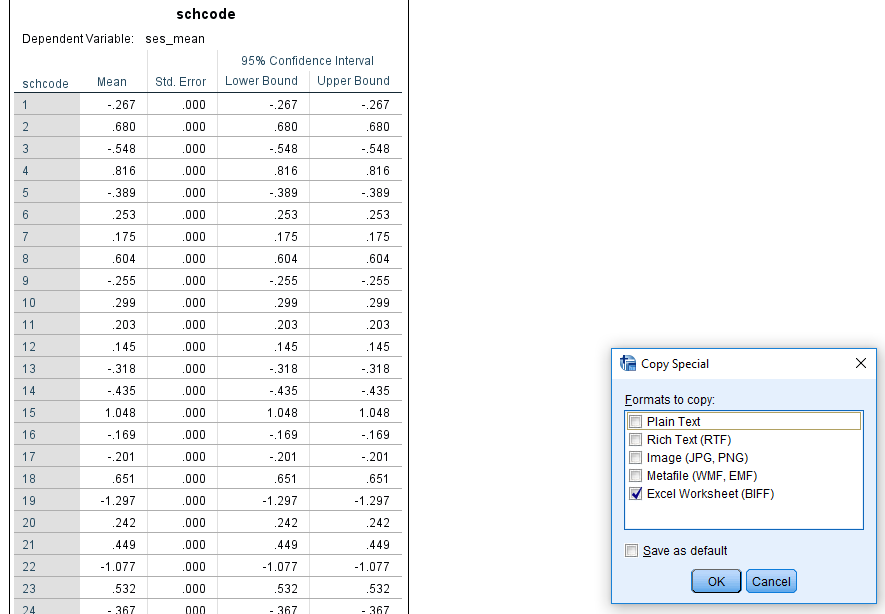 schcode
Dependent Variable: ses_mean
95% Confidence Interval
schcode Mean Std. Error Lower Bound Upper Bound
1 -.267 .000 -.267 -.267
2 .680 .000 .680 .680
3 -.548 .000 -.548 -.548
4 .816 .000 .816 .816
5 -.389 .000 -.389 -.389
6 .253 .000 .253 .253
7 .175 .000 .175 .175
8 .604 .000 .604 .604
9 -.255 .000 -.255 -.255
10 .299 .000 .299 .299
11 .203 .000 .203 .203
12 .145 .000 .145 .145
13 -.318 .000 -.318 -.318
14 -.435 .000 -.435 -.435
15 1.048 .000 1.048 1.048
16 -.169 .000 -.169 -.169
17 -.201 .000 -.201 -.201
18 .651 .000 .651 .651
19 -1.297 .000 -1.297 -1.297
20 .242 .000 .242 .242
21 .449 .000 .449 .449
22 -1.077 .000 -1.077 -1.077
23 .532 .000 .532 .532
24 -.367 .000 -.367 -.367
Copy Special
Formats to copy:
Plain Text
Rich Text (RTF)
Image (JPG, PNG)
Metafile (WMF, EMF)
Excel Worksheet (BIFF)
Save as default
OK Cancel